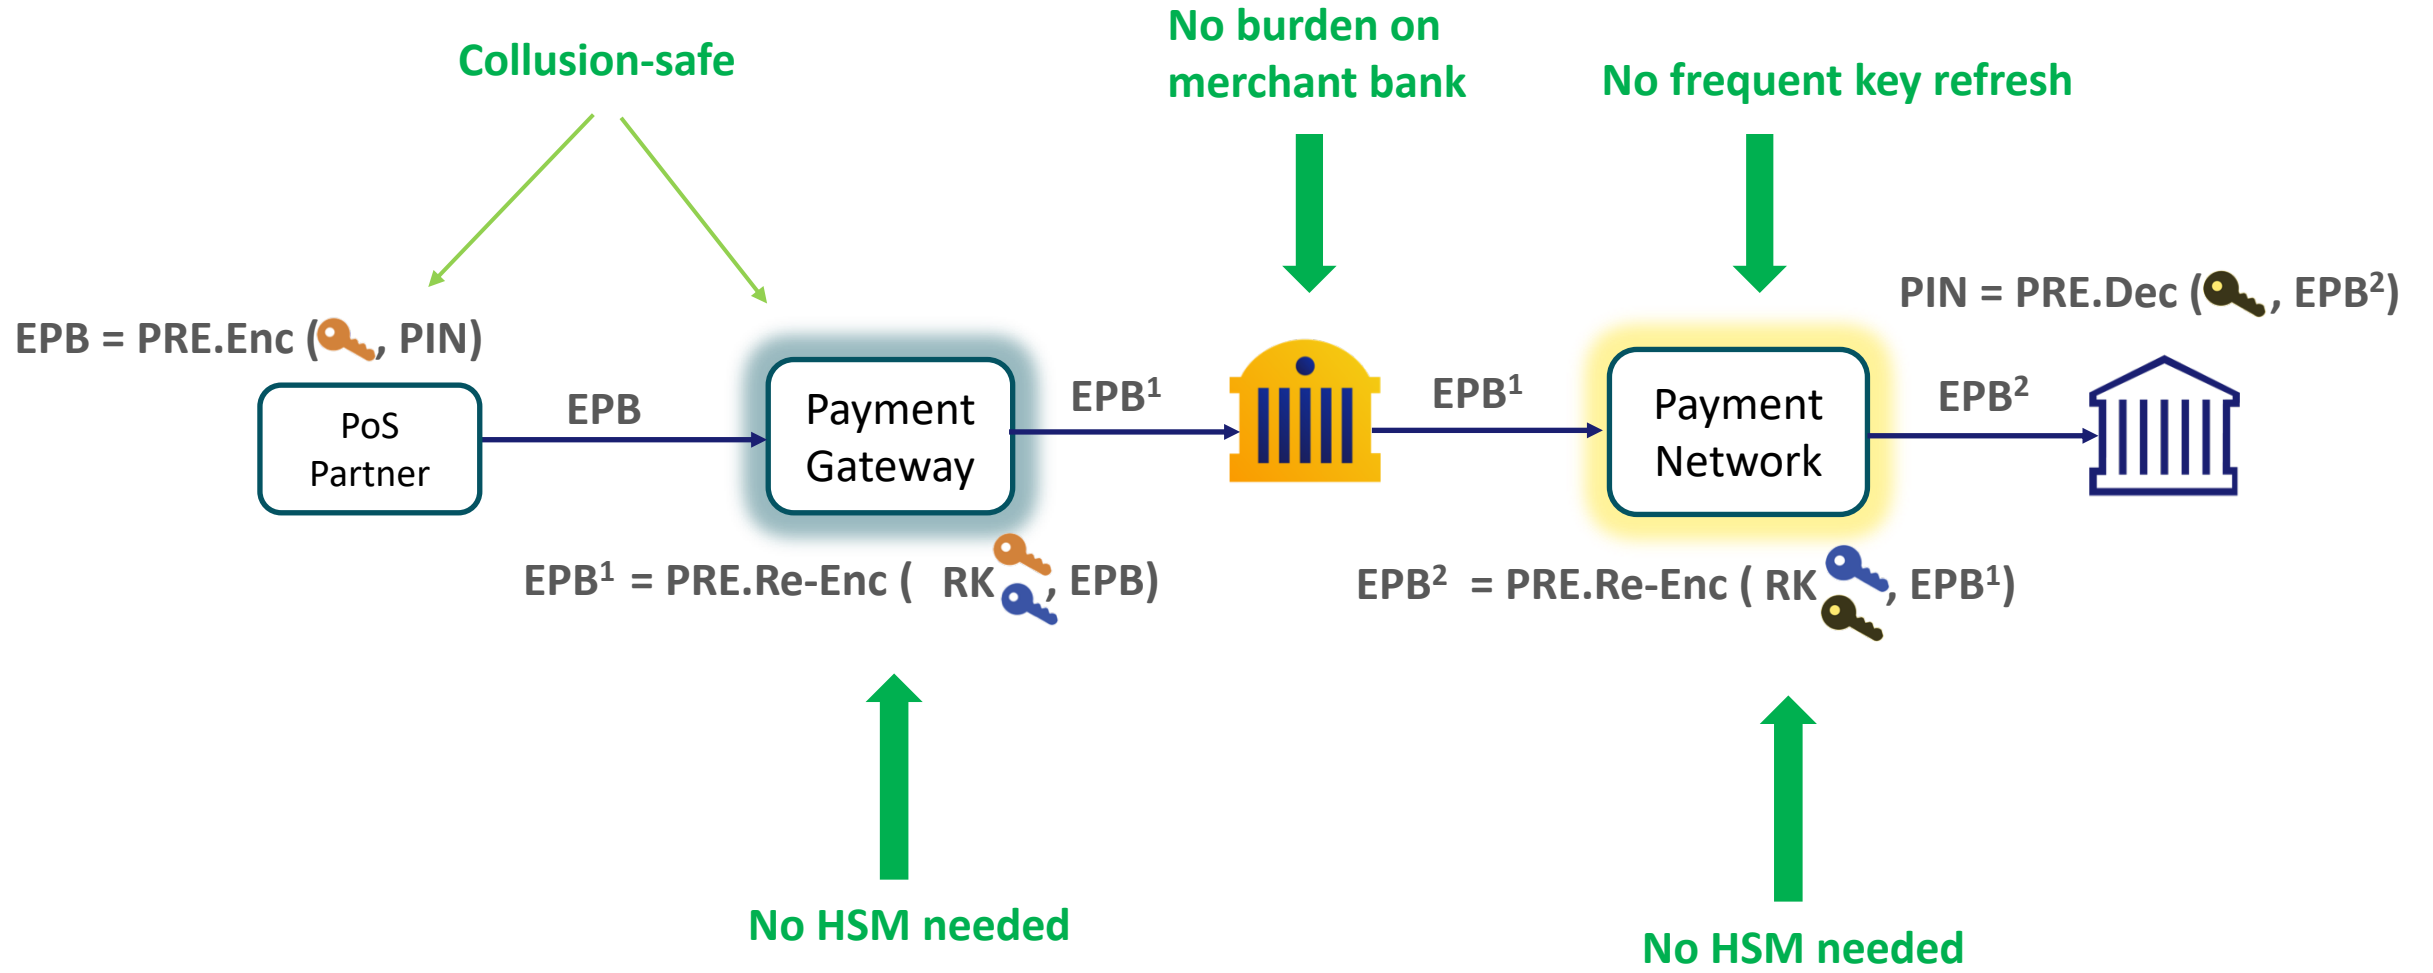 No burden on
merchant bank
Collusion-safe
No frequent key refresh
PIN = PRE.Dec ( , EPB²)
EPB = PRE.Enc ( , PIN)
PoS
Partner
EPB
Payment
Gateway
EPB¹
EPB¹
Payment
Network
EPB²
EPB¹ = PRE.Re-Enc ( RK , EPB)
EPB² = PRE.Re-Enc ( RK , EPB¹)
No HSM needed
No HSM needed